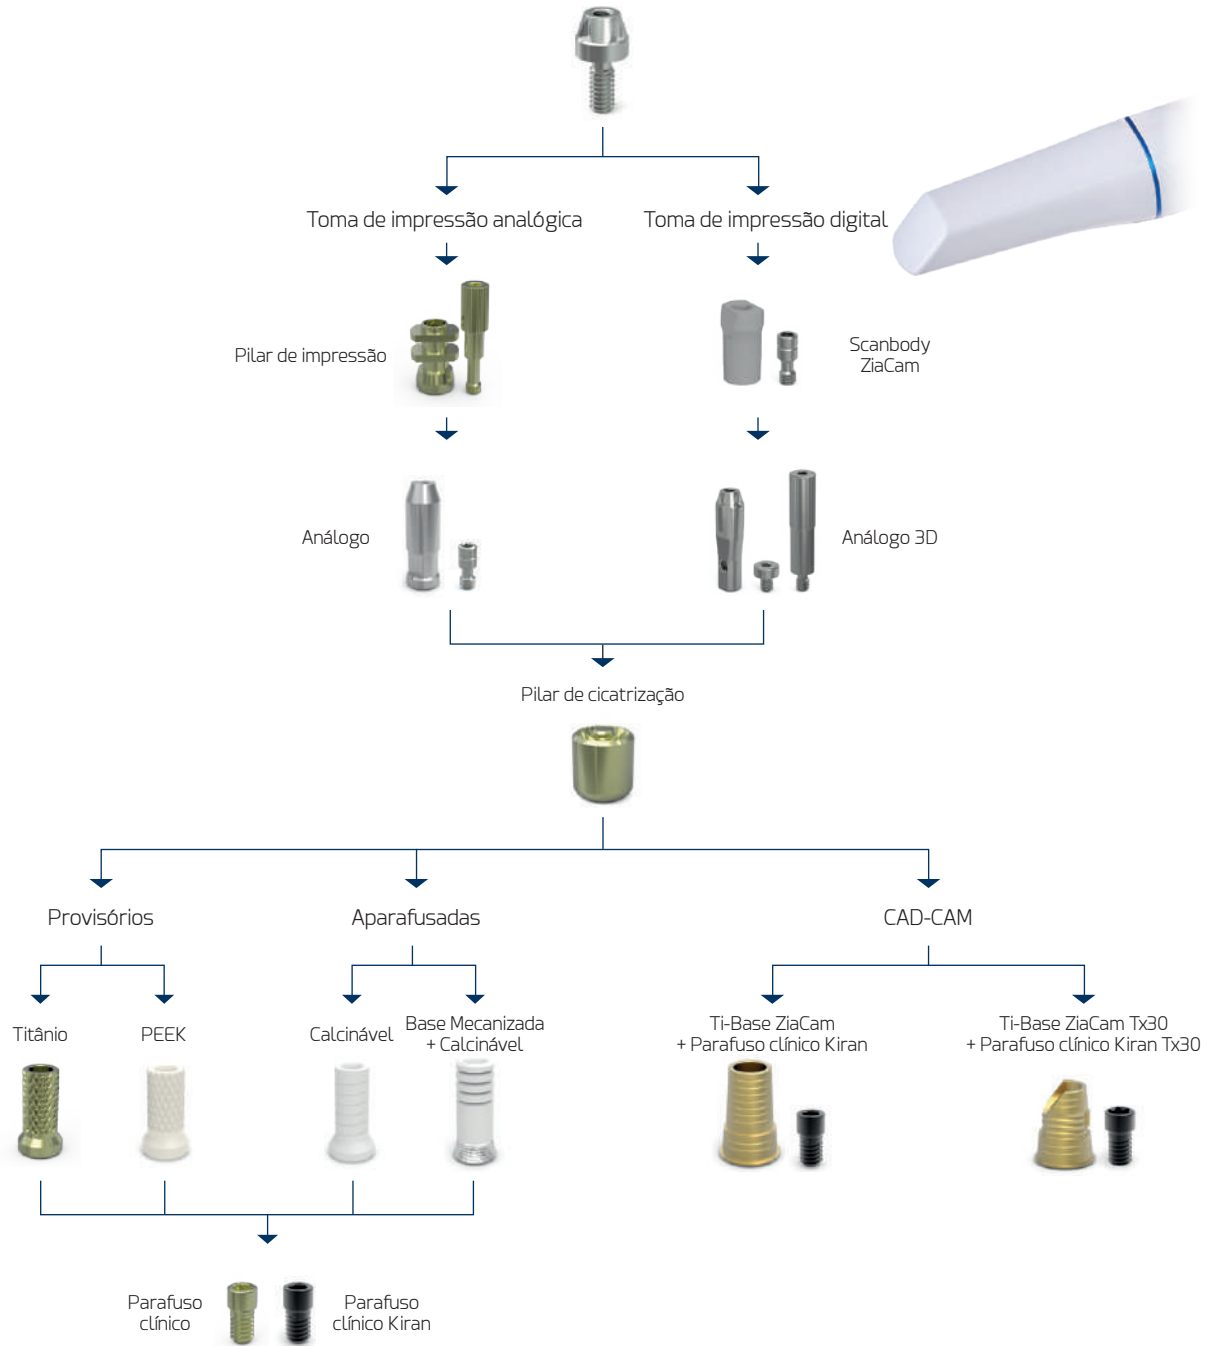 Toma de impressão analógica
Toma de impressão digital
Pilar de impressão
Scanbody
ZiaCam
Análogo
Análogo 3D
Pilar de cicatrização
Provisórios
Aparafusadas
CAD-CAM
Titânio
PEEK
Calcinável
Base Mecanizada
+ Calcinável
Ti-Base ZiaCam
+ Parafuso clínico Kiran
Ti-Base ZiaCam Tx30
+ Parafuso clínico Kiran Tx30
Parafuso
clínico
Parafuso
clínico Kiran